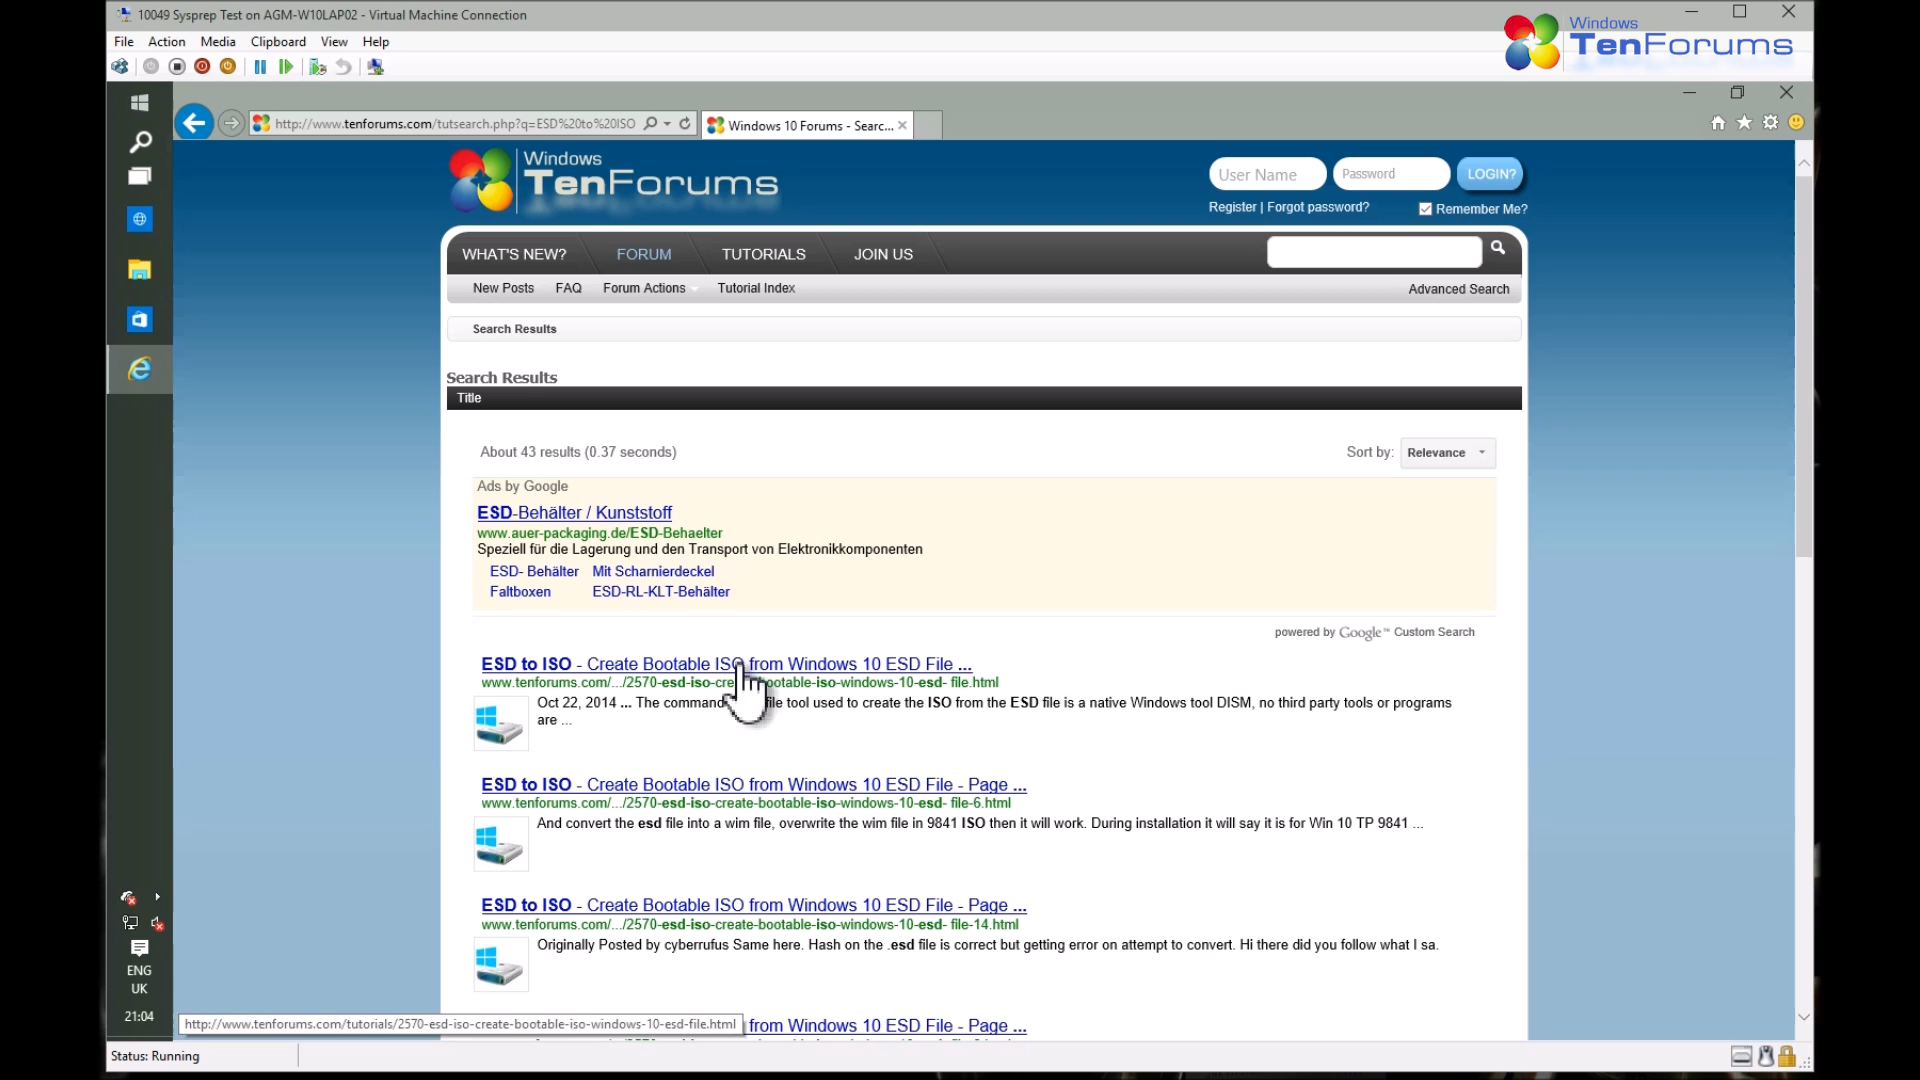 10049 Sysprep Test on AGM-W10LAP02 - Virtual Machine Connection
Windows
TenForums
File Action Media Clipboard View Help
http://www.tenforums.com/tutsearch.php?q=ESD%20to%20ISO
Windows 10 Forums - Searc...
Windows
TenForums
User Name Password LOGIN?
Register | Forgot password? Remember Me?
WHAT'S NEW? FORUM TUTORIALS JOIN US
New Posts FAQ Forum Actions Tutorial Index Advanced Search
Search Results
Search Results
Title
About 43 results (0.37 seconds) Sort by: Relevance
Ads by Google
ESD-Behälter / Kunststoff
www.auer-packaging.de/ESD-Behaelter
Speziell für die Lagerung und den Transport von Elektronikkomponenten
ESD- Behälter Mit Scharnierdeckel
Faltboxen ESD-RL-KLT-Behälter
powered by Google™ Custom Search
ESD to ISO - Create Bootable ISO from Windows 10 ESD File ...
www.tenforums.com/.../2570-esd-iso-cre ootable-iso-windows-10-esd- file.html
Oct 22, 2014 ... The command file tool used to create the ISO from the ESD file is a native Windows tool DISM, no third party tools or programs
are ...
ESD to ISO - Create Bootable ISO from Windows 10 ESD File - Page ...
www.tenforums.com/.../2570-esd-iso-create-bootable-iso-windows-10-esd- file-6.html
And convert the esd file into a wim file, overwrite the wim file in 9841 ISO then it will work. During installation it will say it is for Win 10 TP 9841 ...
ESD to ISO - Create Bootable ISO from Windows 10 ESD File - Page ...
www.tenforums.com/.../2570-esd-iso-create-bootable-iso-windows-10-esd- file-14.html
Originally Posted by cyberrufus Same here. Hash on the .esd file is correct but getting error on attempt to convert. Hi there did you follow what I sa.
from Windows 10 ESD File - Page ...
ENG
UK
21:04
http://www.tenforums.com/tutorials/2570-esd-iso-create-bootable-iso-windows-10-esd-file.html
Status: Running